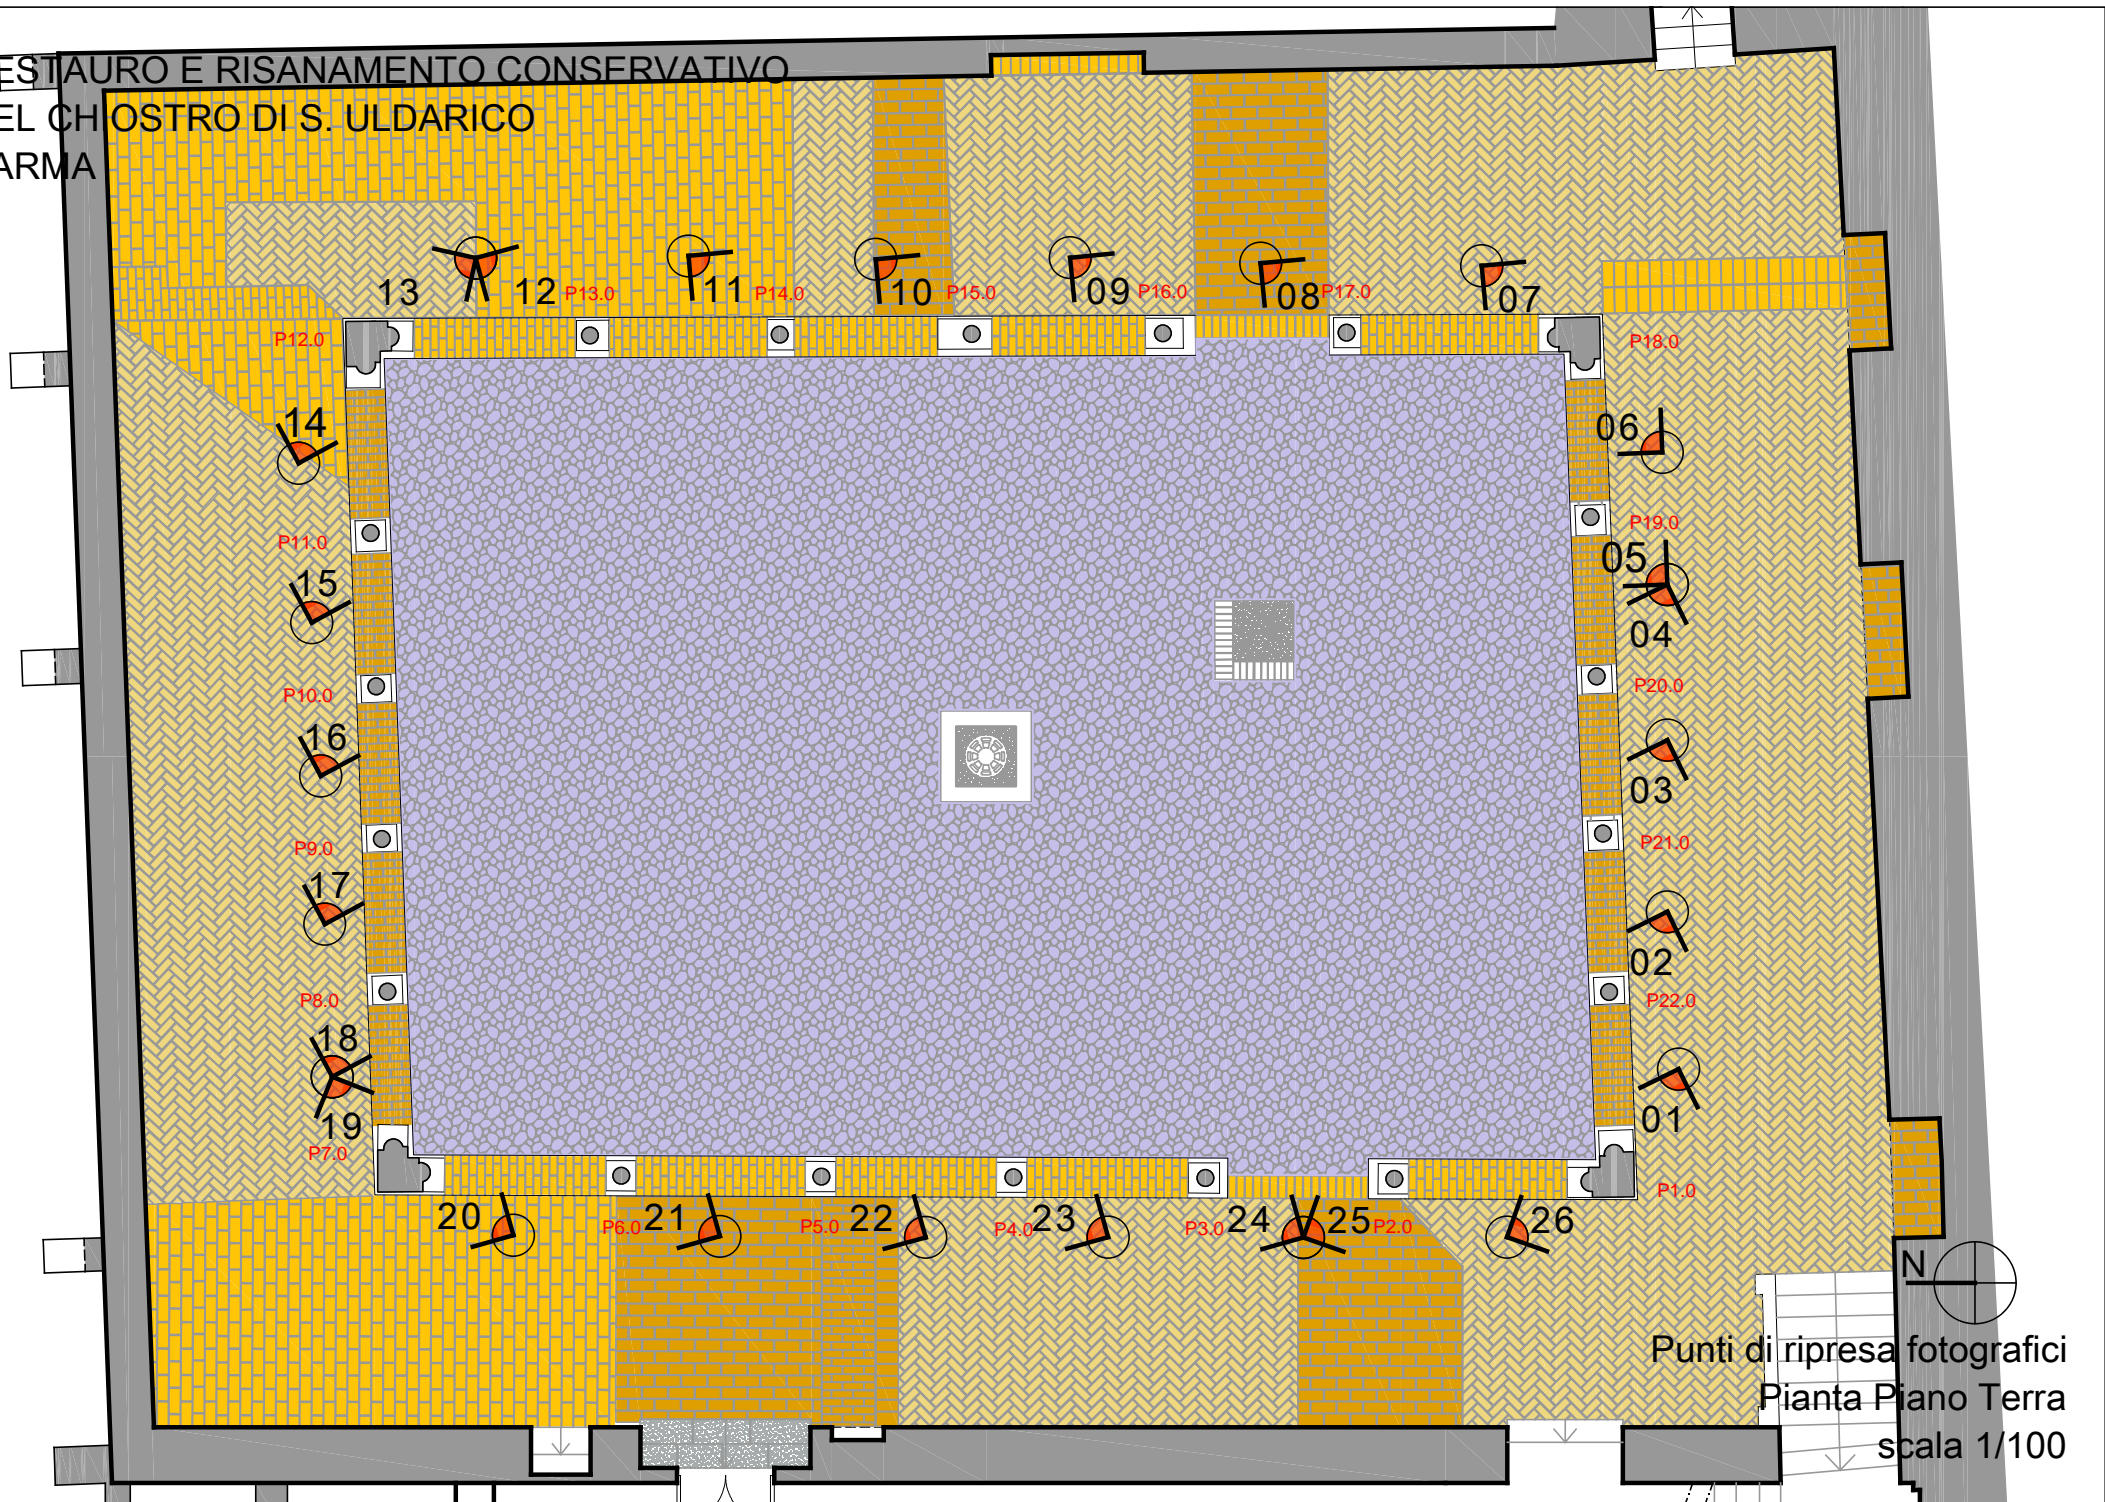 ESTAURO E RISANAMENTO CONSERVATIVO
EL CHIOSTRO DI S. ULDARICO
ARMA
13
12
P13.0
11
P14.0
10
P15.0
09
P16.0
08
P17.0
07
P12.0
P18.0
14
06
P11.0
P19.0
15
05
04
P10.0
P20.0
16
03
P9.0
P21.0
17
02
P8.0
P22.0
18
19
01
P7.0
P1.0
20
P6.0
21
P5.0
22
P4.0
23
P3.0
24
25
P2.0
26
N
Punti di ripresa fotografici
Pianta Piano Terra
scala 1/100